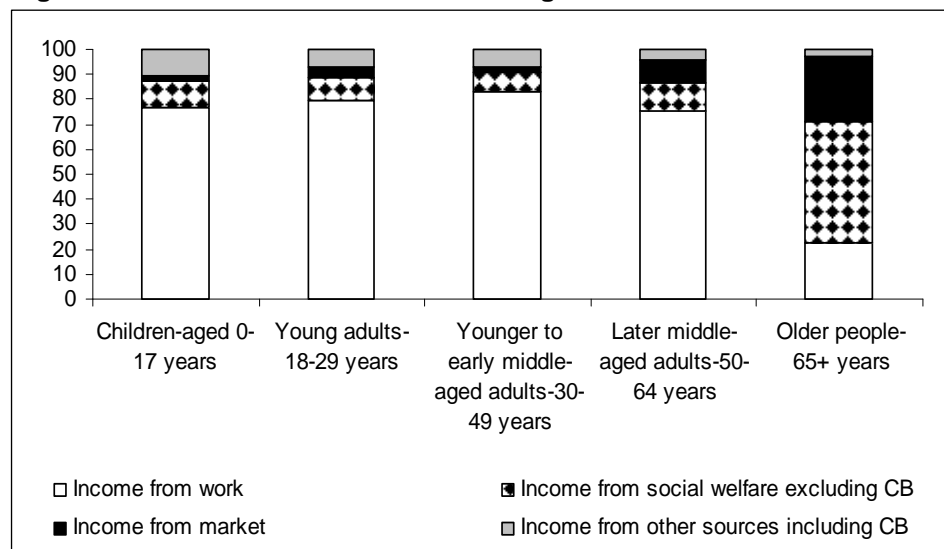 100
90
80
70
60
50
40
30
20
10
0
Children-aged 0-
17 years
Young adults-
18-29 years
Younger to
early middle-
aged adults-30-
49 years
Later middle-
aged adults-50-
64 years
Older people-
65+ years
Income from work
Income from social welfare excluding CB
Income from market
Income from other sources including CB